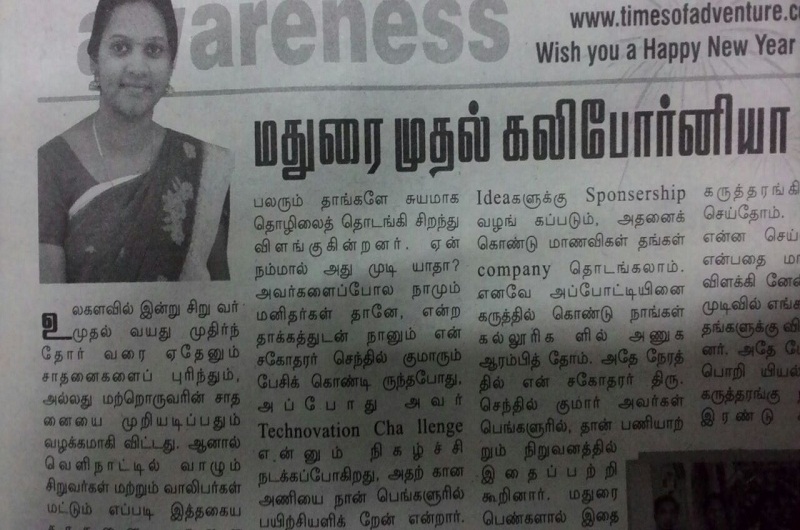 awareness
www.timesofadventure.c
Wish you a Happy New Year
மதுரை முதல் கலிபோர்னியா
உலகளவில் இன்று சிறு வர்
முதல் வயது முதிர்ந்
தோர் வரை ஏதேனும்
சாதனைகளைப் புரிந்தும்,
அல்லது மற்றொருவரின் சாத
னையை முறியடிப்பதும்
வழக்கமாகி விட்டது. ஆனால்
வெளிநாட்டில் வாழும்
சிறுவர்கள் மற்றும் வாலிபர்கள்
மட்டும் எப்படி இத்தகைய
பலரும் தாங்களே சுயமாக
தொழிலைத் தொடங்கி சிறந்து
விளங்குகின்றனர். ஏன்
நம்மால் அது முடி யாதா?
அவர்களைப்போல நாமும்
மனிதர்கள் தானே, என்ற
தாக்கத்துடன் நானும் என்
சகோதரர் செந்தில் குமாரும்
பேசிக் கொண்டி ருந்தபோது,
அப்போது அவர்
Technovation Cha llenge
என்னும் நிகழ்ச்சி
நடக்கப்போகிறது, அதற் கான
அணியை நான் பெங்களூரில்
பயிற்சியளிக் றேன் என்றார்.
Ideaகளுக்கு Sponsership
வழங் கப்படும், அதனைக்
கொண்டு மாணவிகள் தங்கள்
company தொடங்கலாம்.
எனவே அப்போட்டியினை
கருத்தில் கொண்டு நாங்கள்
கல்லூரிக ளில் அணுக
ஆரம்பித் தோம். அதே நேரத்
தில் என் சகோதரர் திரு.
செந்தில் குமார் அவர்கள்
பெங்களூரில், தான் பணியாற்
றும் நிறுவனத்தில்
இதைப்பற்றி
கூறினார். மதுரை
பெண்களால் இதை
கருத்தரங்கி
செய்தோம்.
என்ன செய்
என்பதை மா
விளக்கி னே
முடிவில் எங்க
தங்களுக்கு வி
னர். அதே பே
பொறி யியல்
கருத்தரங்கு
இரண்டு